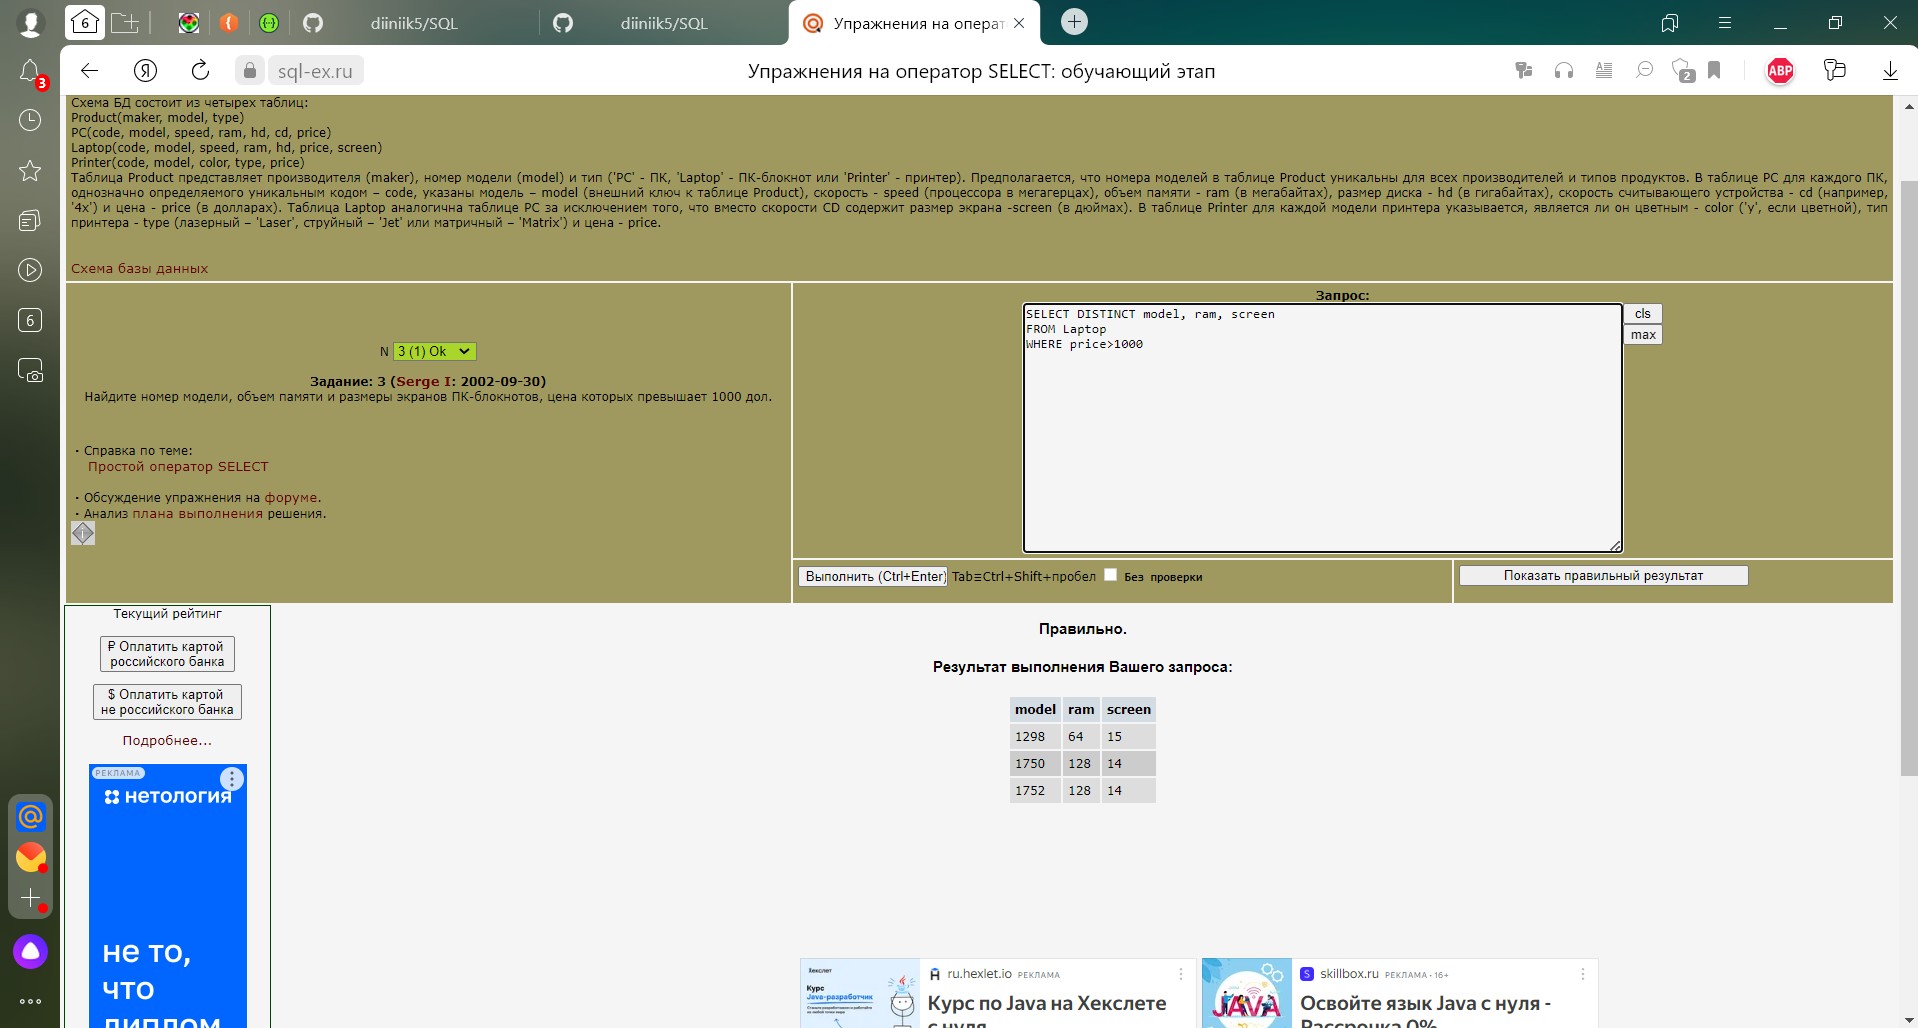 6
diiniik5/SQL
diiniik5/SQL
Упражнения на операт
3
Я
sql-ex.ru
Упражнения на оператор SELECT: обучающий этап
2
ABP
Схема БД состоит из четырех таблиц:
Product(maker, model, type)
PC(code, model, speed, ram, hd, cd, price)
Laptop(code, model, speed, ram, hd, price, screen)
Printer(code, model, color, type, price)
Таблица Product представляет производителя (maker), номер модели (model) и тип ('PC' - ПК, 'Laptop' - ПК-блокнот или 'Printer' - принтер). Предполагается, что номера моделей в таблице Product уникальны для всех производителей и типов продуктов. В таблице PC для каждого ПК,
однозначно определяемого уникальным кодом – code, указаны модель – model (внешний ключ к таблице Product), скорость - speed (процессора в мегагерцах), объем памяти - ram (в мегабайтах), размер диска - hd (в гигабайтах), скорость считывающего устройства - cd (например,
'4x') и цена - price (в долларах). Таблица Laptop аналогична таблице PC за исключением того, что вместо скорости CD содержит размер экрана -screen (в дюймах). В таблице Printer для каждой модели принтера указывается, является ли он цветным - color ('y', если цветной), тип
принтера - type (лазерный – 'Laser', струйный – 'Jet' или матричный – 'Matrix') и цена - price.
Схема базы данных
6
N 3 (1) Ok
Задание: 3 (Serge I: 2002-09-30)
Найдите номер модели, объем памяти и размеры экранов ПК-блокнотов, цена которых превышает 1000 дол.
· Справка по теме:
Простой оператор SELECT
· Обсуждение упражнения на форуме.
· Анализ плана выполнения решения.
Запрос:
SELECT DISTINCT model, ram, screen
FROM Laptop
WHERE price>1000
cls
max
Выполнить (Ctrl+Enter) Tab≡Ctrl+Shift+пробел Без проверки
Показать правильный результат
Текущий рейтинг
₽ Оплатить картой
российского банка
$ Оплатить картой
не российского банка
Подробнее...
РЕКЛАМА
нетология
не то,
что
диплом
Правильно.
Результат выполнения Вашего запроса:
model ram screen
1298 64 15
1750 128 14
1752 128 14
Хекслет
Курс
Java-разработчик
ru.hexlet.io РЕКЛАМА
Курс по Java на Хекслете
с нуля
JAVA
S skillbox.ru РЕКЛАМА • 16+
Освойте язык Java с нуля -
Рассрочка 0%